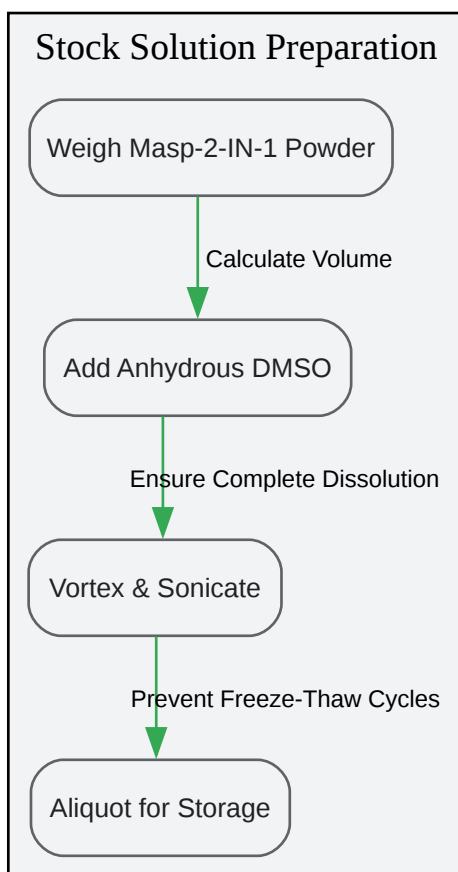 Stock Solution Preparation
Weigh Masp-2-IN-1 Powder
Calculate Volume
Add Anhydrous DMSO
Ensure Complete Dissolution
Vortex & Sonicate
Prevent Freeze-Thaw Cycles
Aliquot for Storage